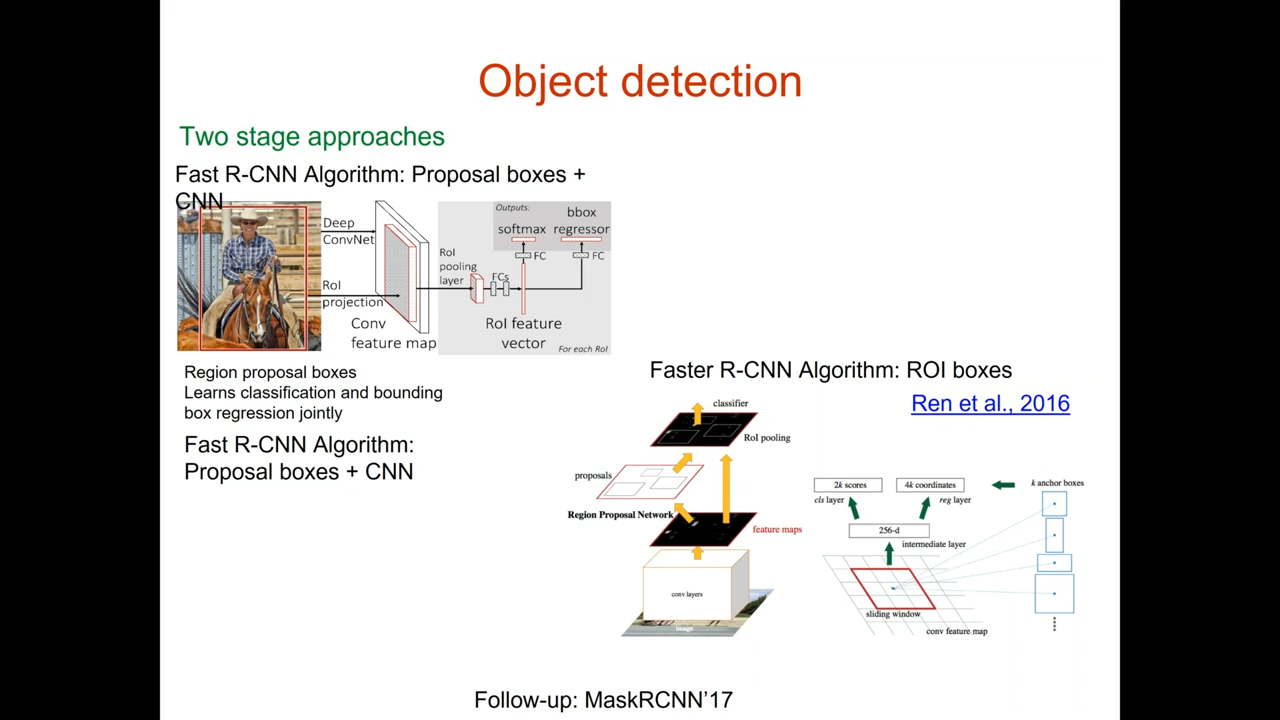 Object detection
Two stage approaches
Fast R-CNN Algorithm: Proposal boxes +
CNN
Deep
ConvNet
RoI
projection
Conv
feature map
RoI
pooling
layer
FCs
RoI feature
vector
Outputs:
softmax
bbox
regressor
FC
FC
For each RoI
Region proposal boxes
Learns classification and bounding
box regression jointly
Fast R-CNN Algorithm:
Proposal boxes + CNN
Faster R-CNN Algorithm: ROI boxes
Ren et al., 2016
classifier
RoI pooling
proposals
Region Proposal Network
feature maps
conv layers
image
2k scores
4k coordinates
k anchor boxes
cls layer
reg layer
256-d
intermediate layer
sliding window
conv feature map
Follow-up: MaskRCNN’17